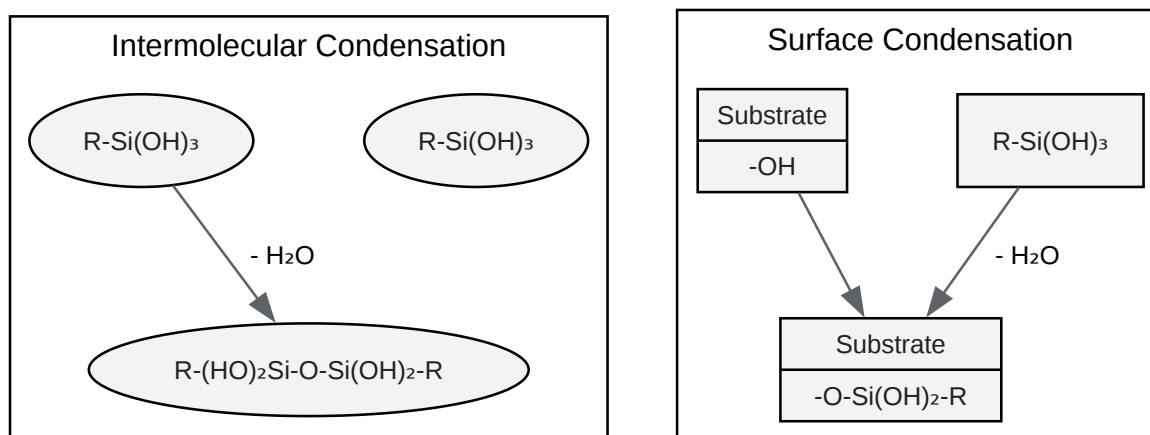 Intermolecular Condensation
R-Si(OH)₃
R-Si(OH)₃
- H₂O
R-(HO)₂Si-O-Si(OH)₂-R
Surface Condensation
Substrate
-OH
R-Si(OH)₃
- H₂O
Substrate
-O-Si(OH)₂-R